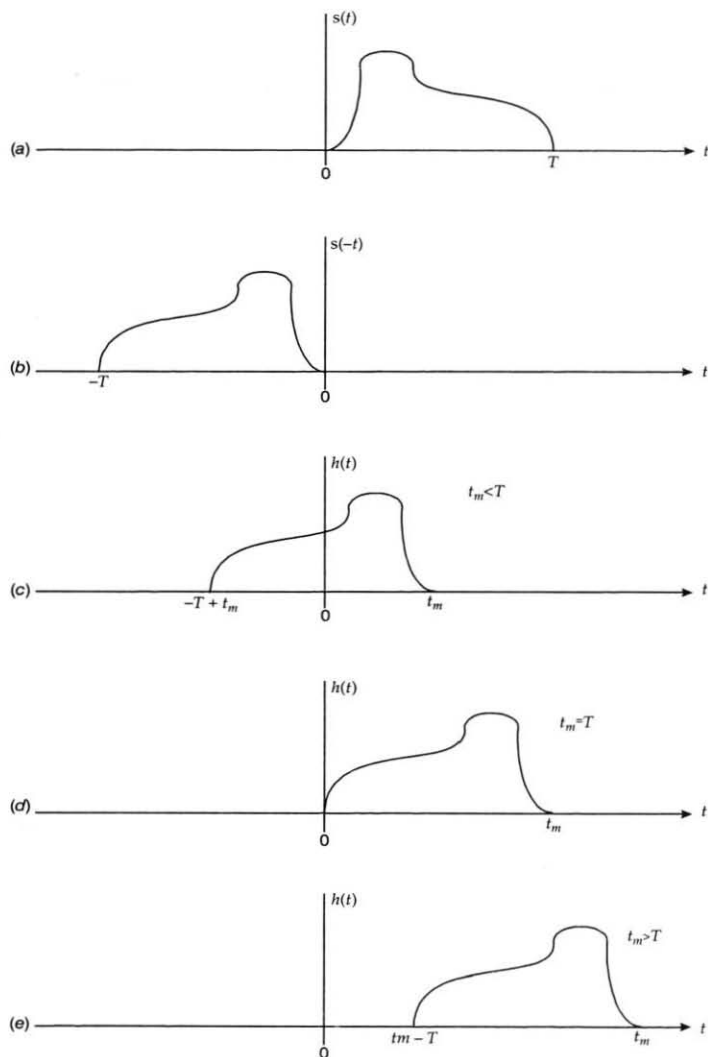 s(t)
(a)
0
T
t
s(−t)
(b)
−T
0
t
h(t)
t_m<T
(c)
−T + t_m
0
t_m
t
h(t)
t_m=T
(d)
0
t_m
t
h(t)
t_m>T
(e)
0
tm − T
t_m
t